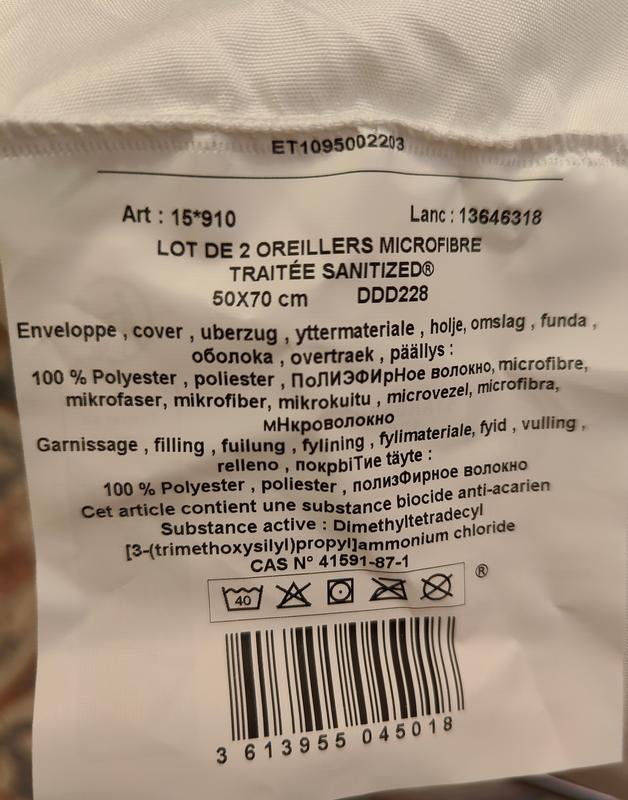 ET1095002203
Art : 15*910 Lanc : 13646318
LOT DE 2 OREILLERS MICROFIBRE
TRAITÉE SANITIZED®
50X70 cm DDD228
Enveloppe , cover , uberzug , yttermateriale , holje, omslag , funda ,
оболока , overtraek , päällys :
100 % Polyester , poliester , ПоЛИЭФИрНое волокно, microfibre,
mikrofaser, mikrofiber, mikrokuitu , microvezel, microfibra,
мНкроволокно
Garnissage , filling , fuilung , fylining , fylimateriale, fyid , vulling ,
relleno , покрЫТие täyte :
100 % Polyester , poliester , полиэФирное волокно
Cet article contient une substance biocide anti-acarien
Substance active : Dimethyltetradecyl
[3-(trimethoxysilyl)propyl]ammonium chloride
CAS N° 41591-87-1
40 ®
3 613955 045018